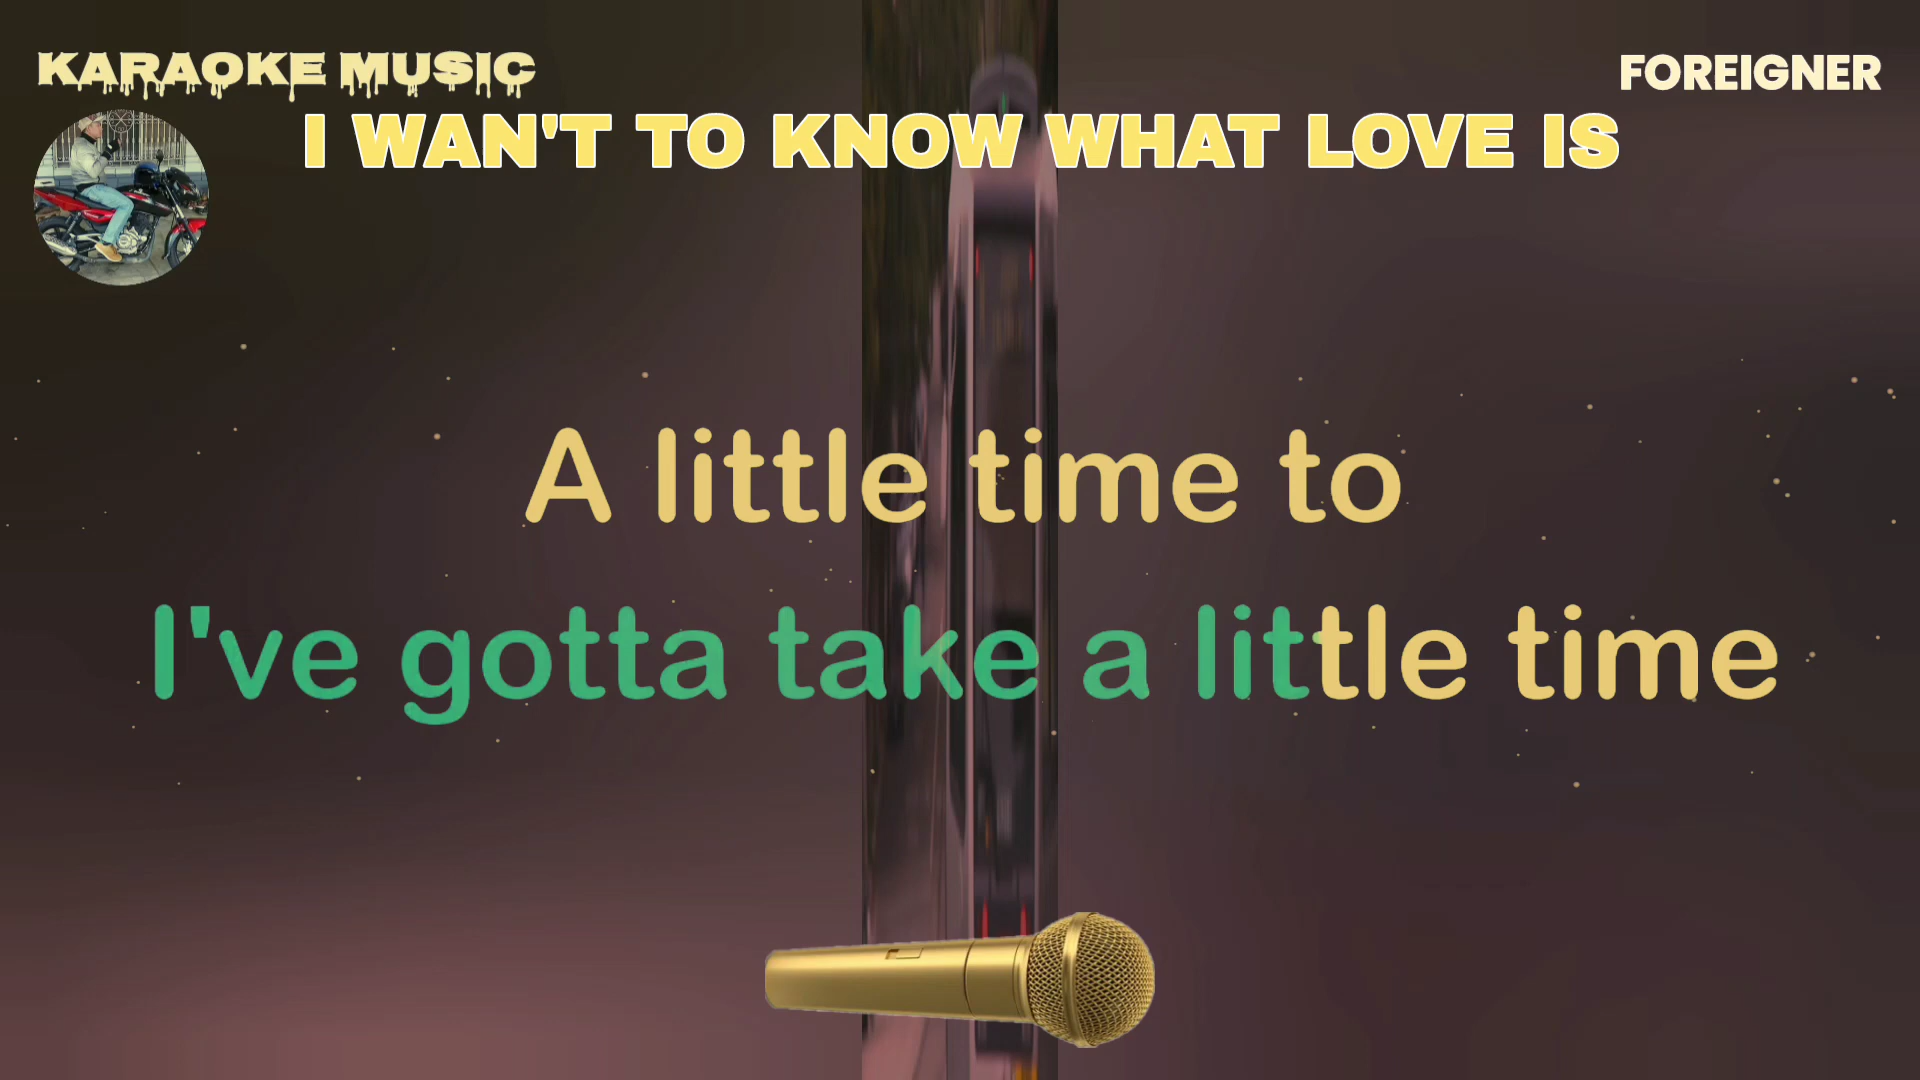 KARAOKE MUSIC
FOREIGNER
I WAN'T TO KNOW WHAT LOVE IS
A little time to
I've gotta take a little time